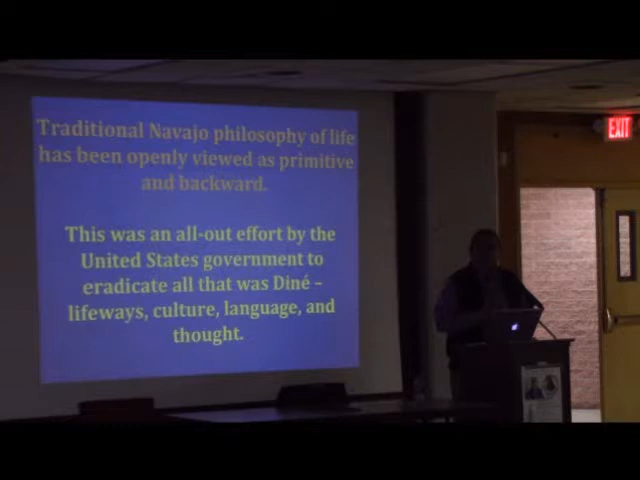 Traditional Navajo philosophy of life
has been openly viewed as primitive
and backward.
This was an all-out effort by the
United States government to
eradicate all that was Diné –
lifeways, culture, language, and
thought.
EXIT